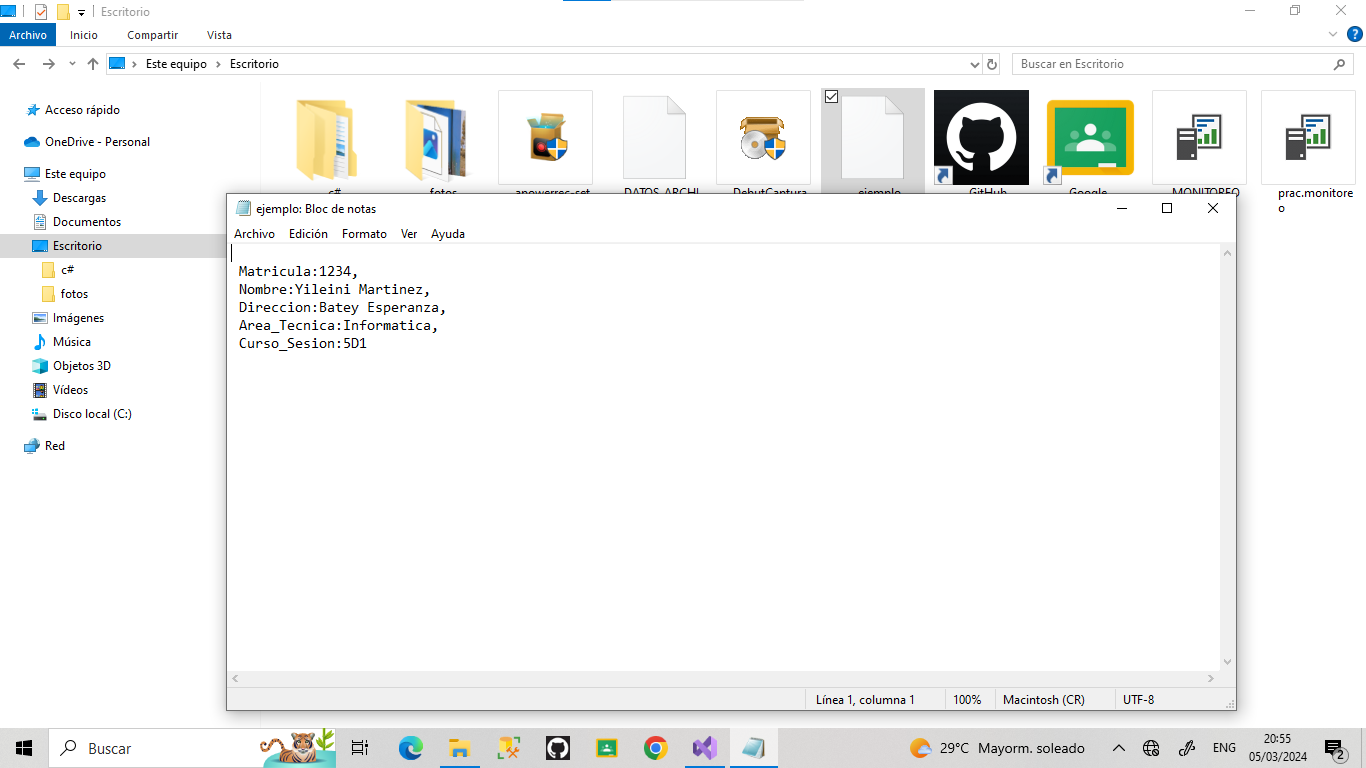 Escritorio
Archivo Inicio Compartir Vista
Este equipo > Escritorio
Buscar en Escritorio
Acceso rápido
OneDrive - Personal
Este equipo
Descargas
Documentos
Escritorio
c#
fotos
Imágenes
Música
Objetos 3D
Vídeos
Disco local (C:)
Red
c# fotos apowerrec-set DATOS_ARCHI DebutCaptura ejemplo GitHub Google MONITOREO prac.monitore
o
ejemplo: Bloc de notas
Archivo Edición Formato Ver Ayuda
Matricula:1234,
Nombre:Yileini Martinez,
Direccion:Batey Esperanza,
Area_Tecnica:Informatica,
Curso_Sesion:5D1
Línea 1, columna 1 100% Macintosh (CR) UTF-8
Buscar
29°C Mayorm. soleado
ENG
20:55
05/03/2024
2